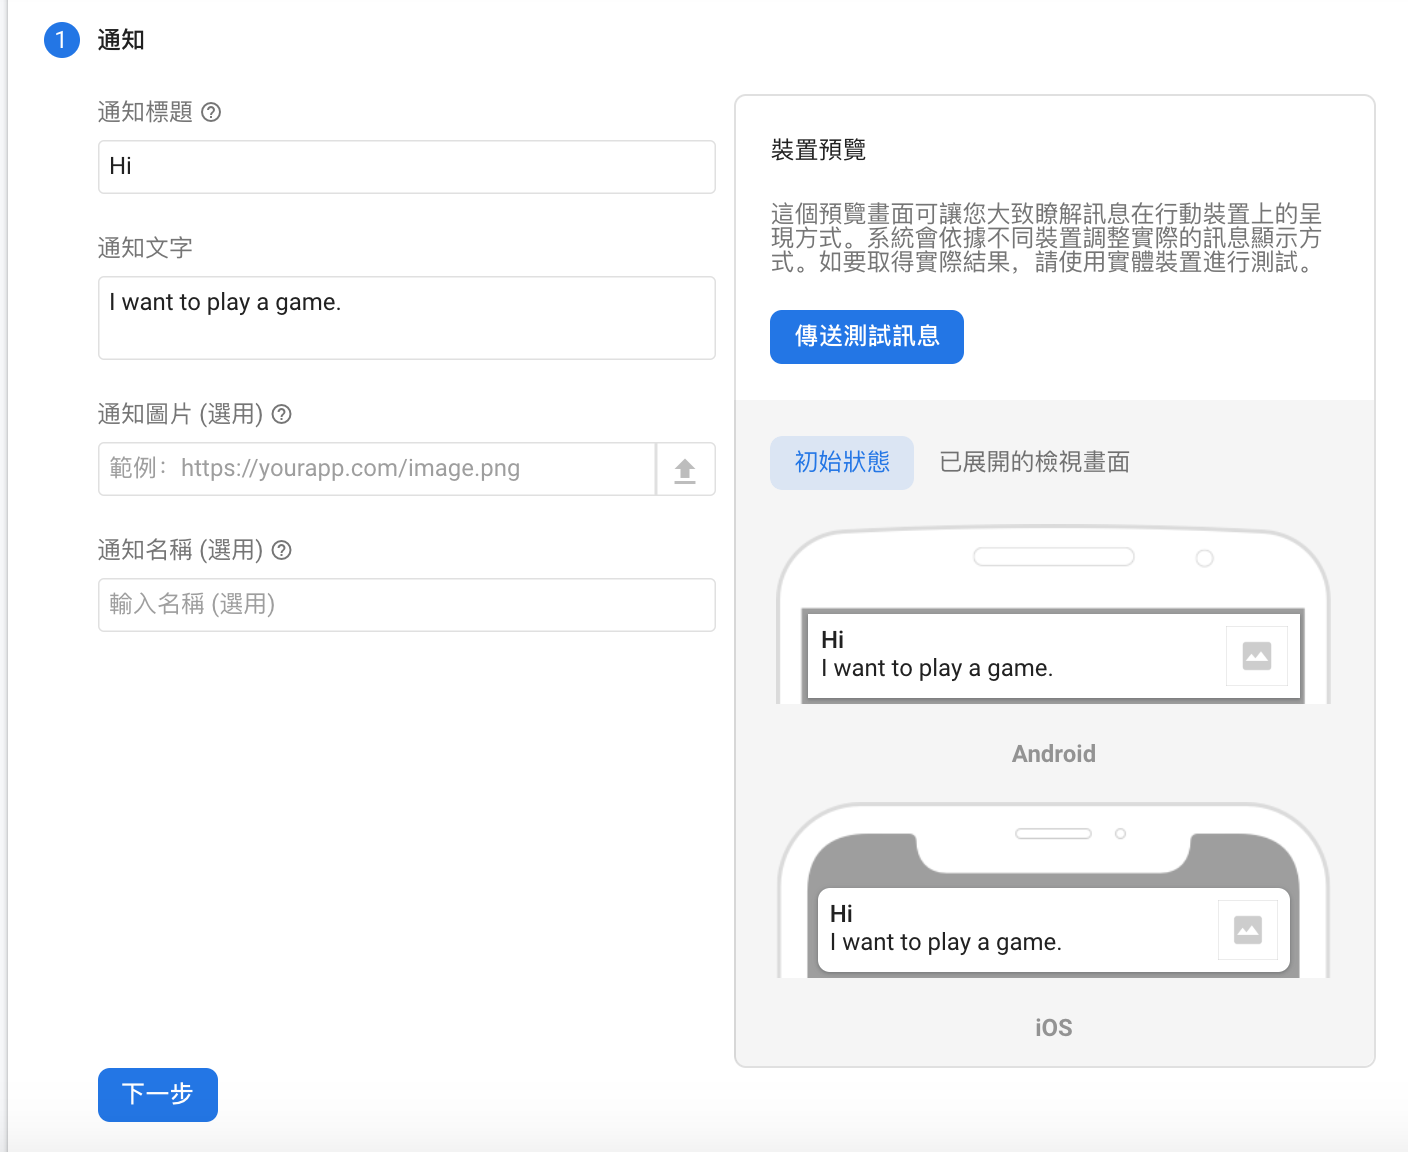 1 通知
通知標題
Hi
通知文字
I want to play a game.
通知圖片 (選用)
範例：https://yourapp.com/image.png
通知名稱 (選用)
輸入名稱 (選用)
下一步
裝置預覽
這個預覽畫面可讓您大致瞭解訊息在行動裝置上的呈
現方式。系統會依據不同裝置調整實際的訊息顯示方
式。如要取得實際結果，請使用實體裝置進行測試。
傳送測試訊息
初始狀態 已展開的檢視畫面
Hi
I want to play a game.
Android
Hi
I want to play a game.
iOS